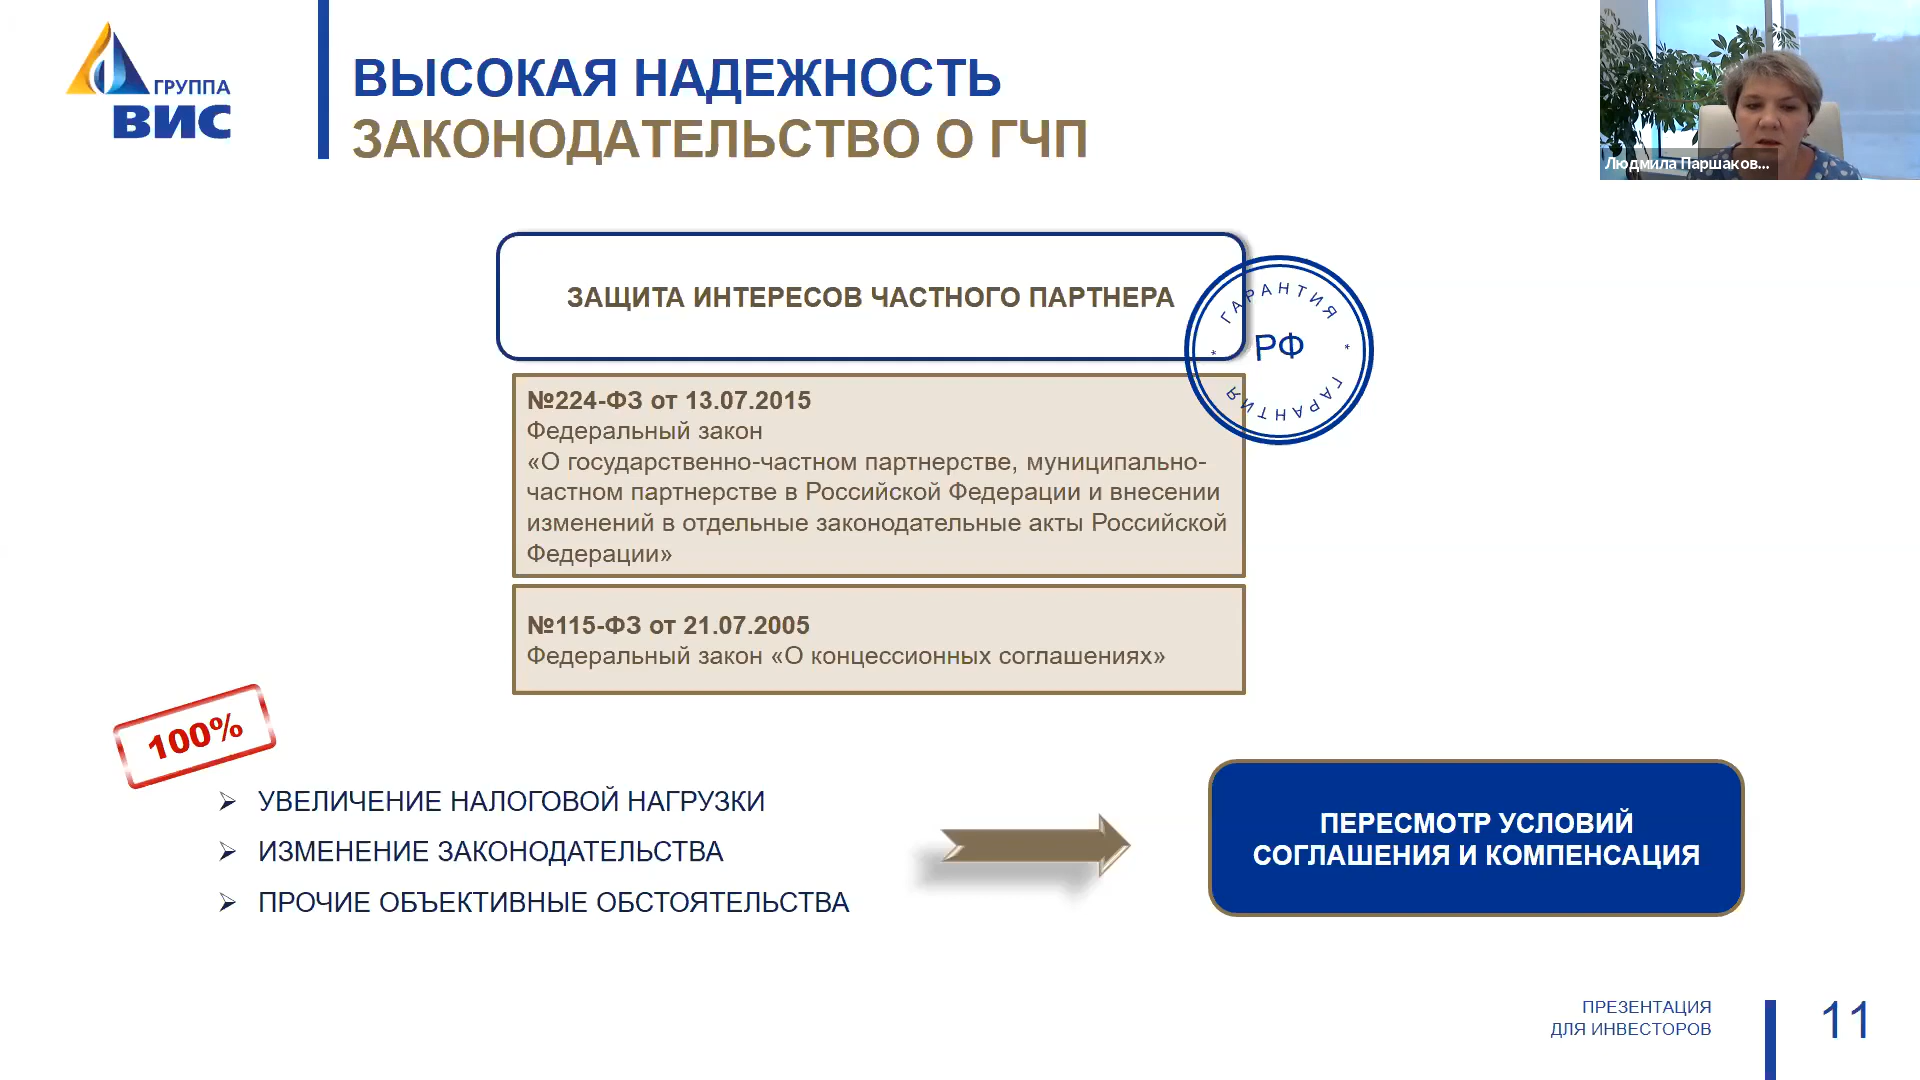 ГРУППА
ВИС
ВЫСОКАЯ НАДЕЖНОСТЬ
ЗАКОНОДАТЕЛЬСТВО О ГЧП
Людмила Паршаков...
ЗАЩИТА ИНТЕРЕСОВ ЧАСТНОГО ПАРТНЕРА
* ГАРАНТИЯ *
РФ
ГАРАНТИЯ
№224-ФЗ от 13.07.2015
Федеральный закон
«О государственно-частном партнерстве, муниципально-
частном партнерстве в Российской Федерации и внесении
изменений в отдельные законодательные акты Российской
Федерации»
№115-ФЗ от 21.07.2005
Федеральный закон «О концессионных соглашениях»
100%
➢ УВЕЛИЧЕНИЕ НАЛОГОВОЙ НАГРУЗКИ
➢ ИЗМЕНЕНИЕ ЗАКОНОДАТЕЛЬСТВА
➢ ПРОЧИЕ ОБЪЕКТИВНЫЕ ОБСТОЯТЕЛЬСТВА
ПЕРЕСМОТР УСЛОВИЙ
СОГЛАШЕНИЯ И КОМПЕНСАЦИЯ
ПРЕЗЕНТАЦИЯ
ДЛЯ ИНВЕСТОРОВ
11